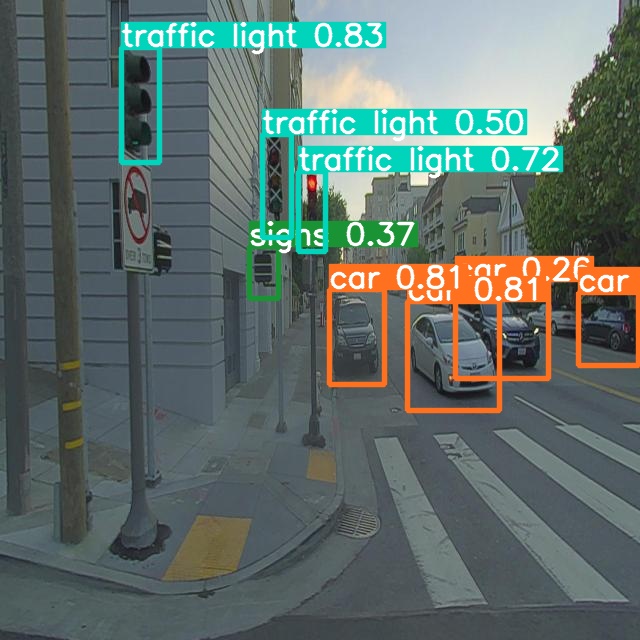 traffic light 0.83
traffic light 0.50
traffic light 0.72
signs 0.37
car 0.81
car 0.26
car 0.81
car